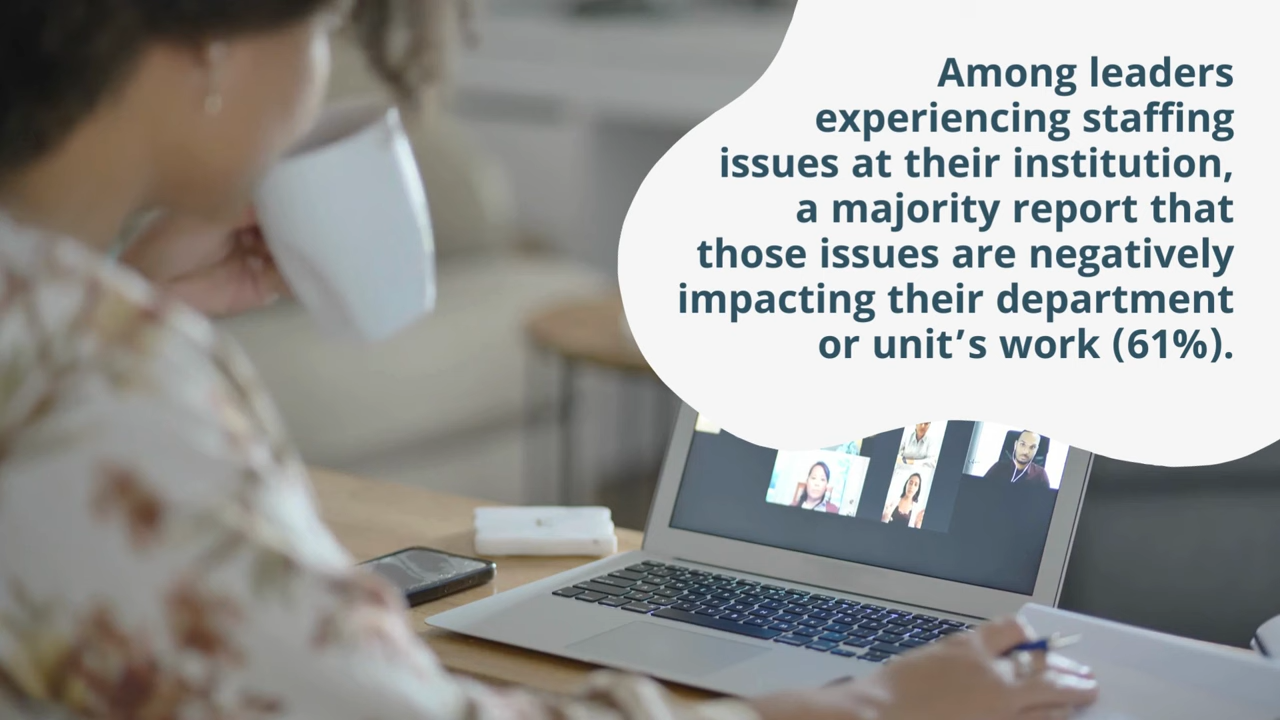 Among leaders
experiencing staffing
issues at their institution,
a majority report that
those issues are negatively
impacting their department
or unit’s work (61%).